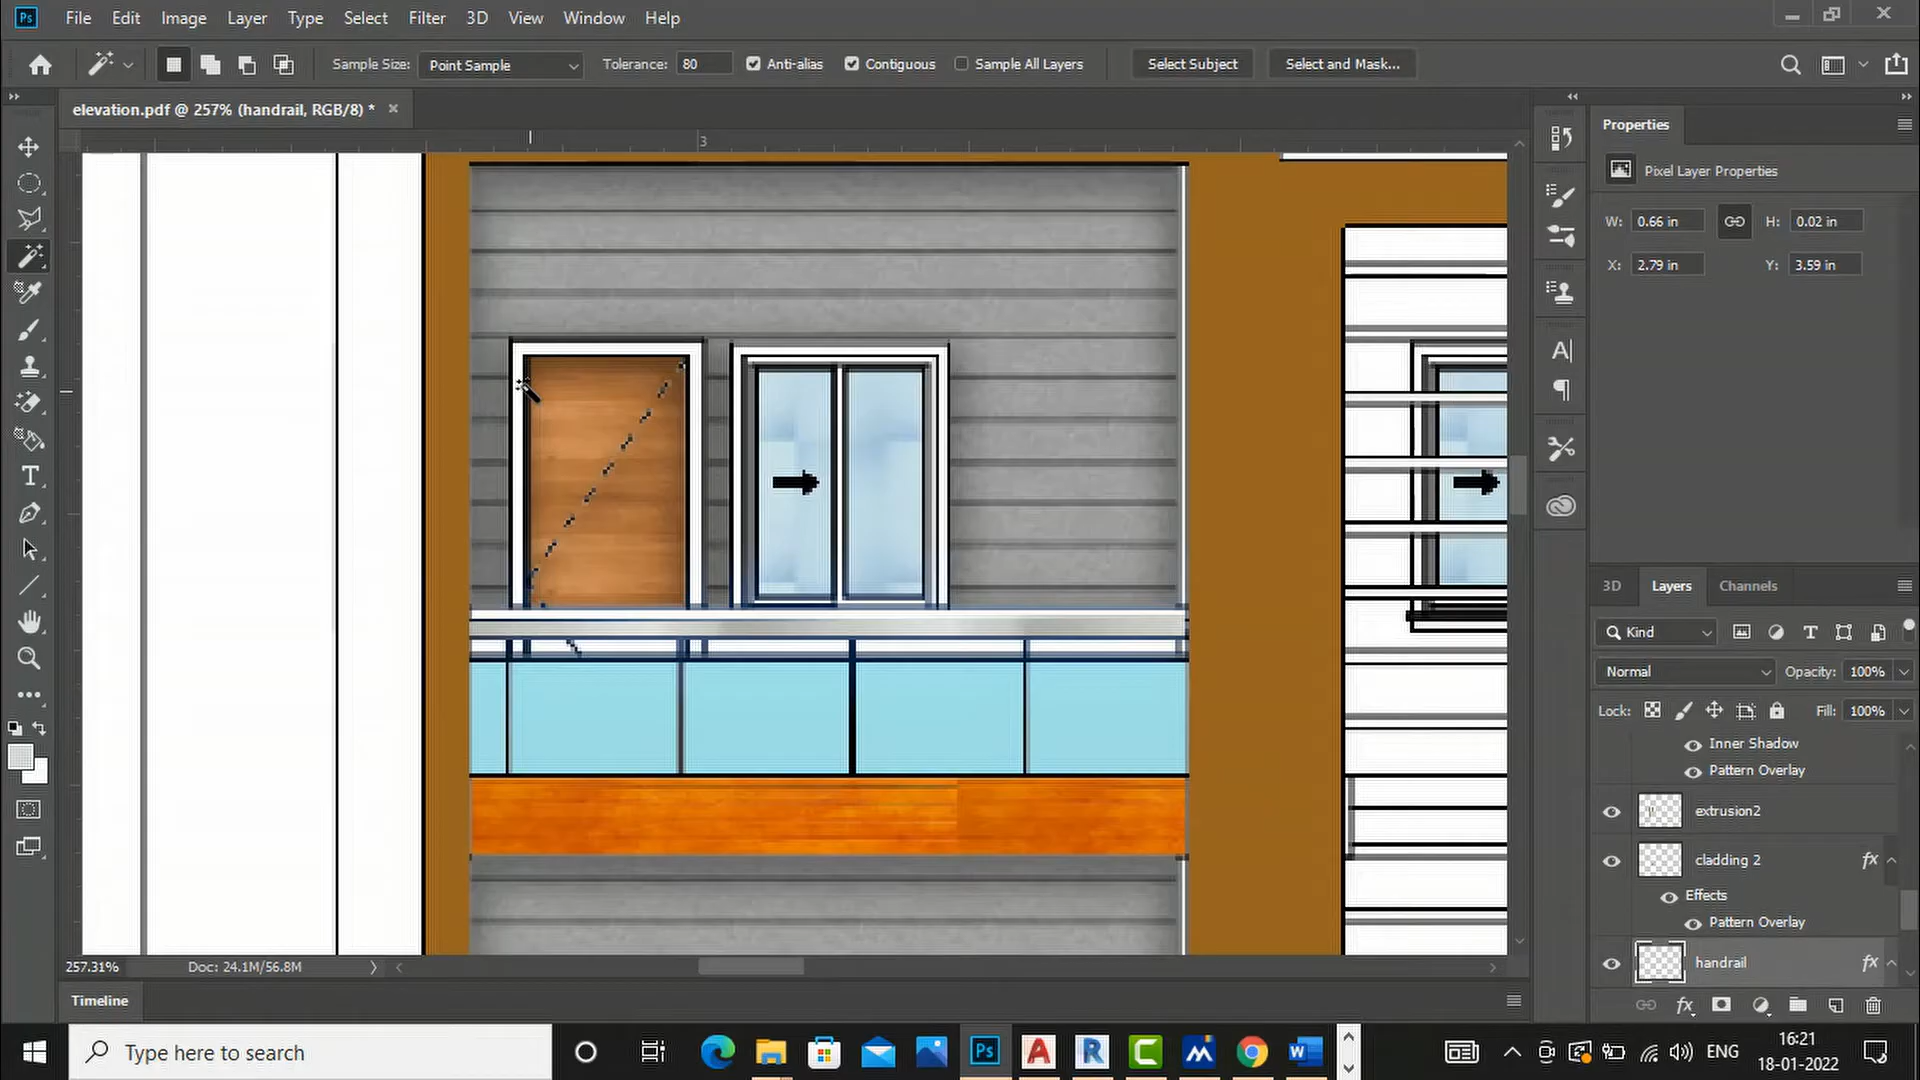 Ps File Edit Image Layer Type Select Filter 3D View Window Help
Sample Size: Point Sample Tolerance: 80 Anti-alias Contiguous Sample All Layers Select Subject Select and Mask...
elevation.pdf @ 257% (handrail, RGB/8) *
3
Properties
Pixel Layer Properties
W: 0.66 in H: 0.02 in
X: 2.79 in Y: 3.59 in
3D Layers Channels
Kind
Normal Opacity: 100%
Lock: Fill: 100%
Inner Shadow
Pattern Overlay
extrusion2
cladding 2 fx
Effects
Pattern Overlay
handrail fx
fx
257.31% Doc: 24.1M/56.8M
Timeline
Type here to search
Ps
ENG
16:21
18-01-2022